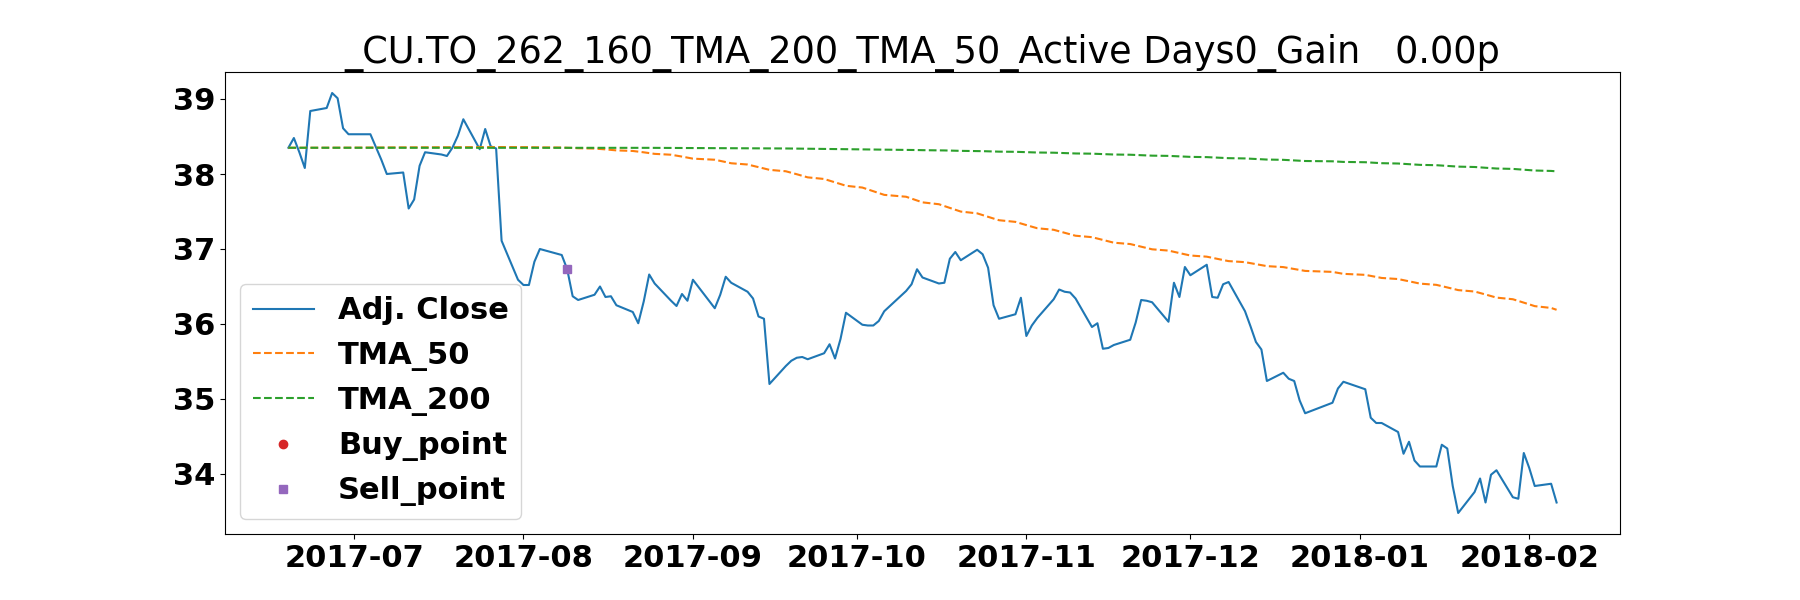 _CU.TO_262_160_TMA_200_TMA_50_Active Days0_Gain   0.00p
39
38
37
36
35
34
Adj. Close
TMA_50
TMA_200
Buy_point
Sell_point
2017-07 2017-08 2017-09 2017-10 2017-11 2017-12 2018-01 2018-02